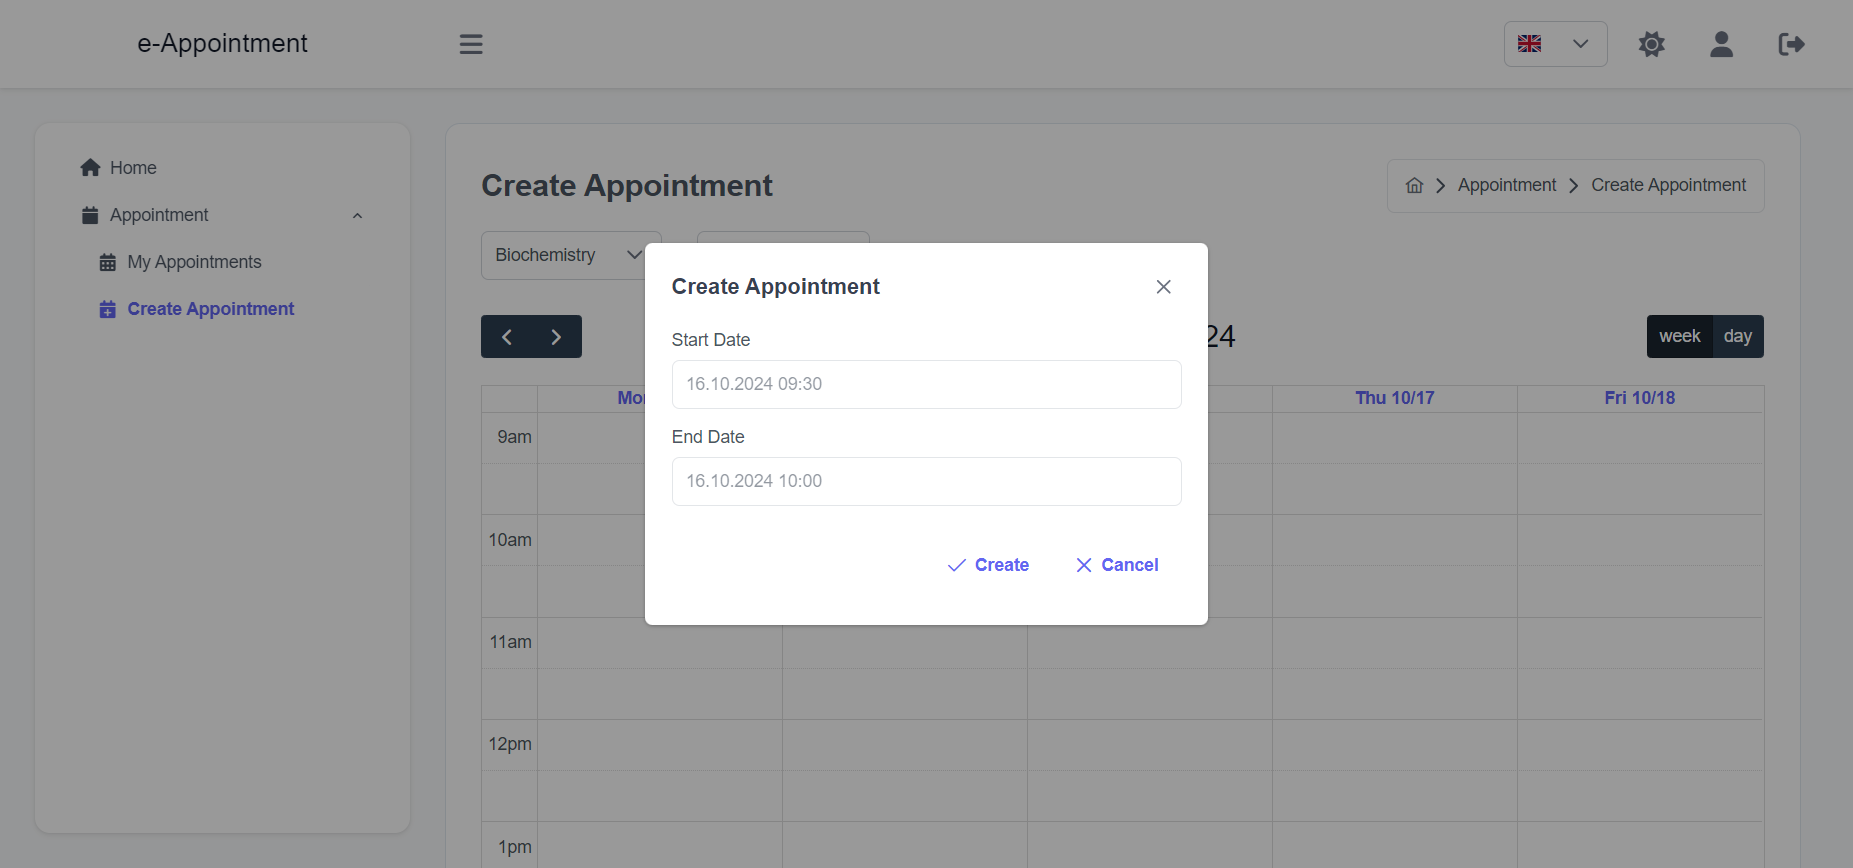 e-Appointment
Home
Appointment
My Appointments
Create Appointment
Create Appointment
Appointment
Create Appointment
Biochemistry
24
week
day
Thu 10/17
Fri 10/18
9am
10am
11am
12pm
1pm
Create Appointment
Start Date
16.10.2024 09:30
End Date
16.10.2024 10:00
Create
Cancel